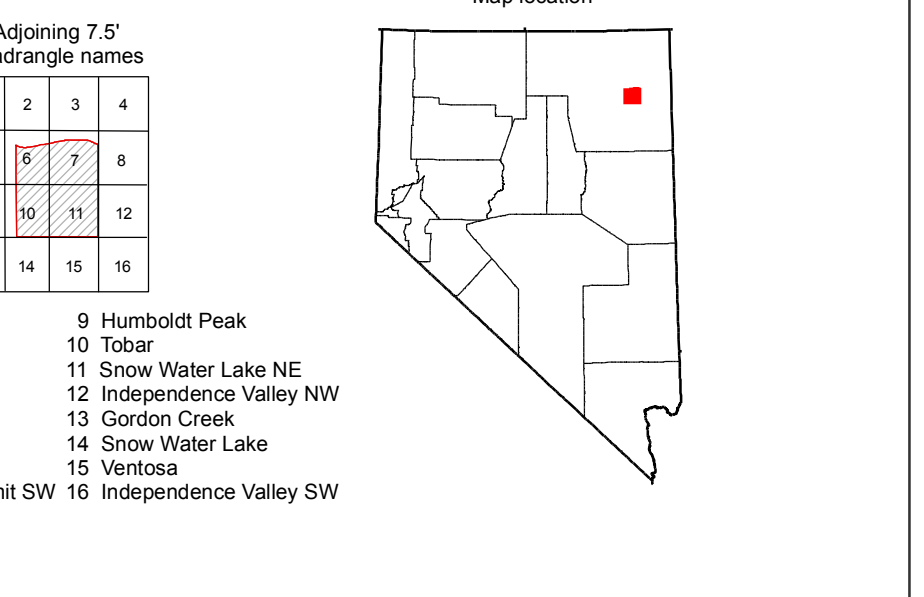 Map location
Adjoining 7.5'
adrangle names
2 3 4
6 7 8
10 11 12
14 15 16
9 Humboldt Peak
10 Tobar
11 Snow Water Lake NE
12 Independence Valley NW
13 Gordon Creek
14 Snow Water Lake
15 Ventosa
nit SW 16 Independence Valley SW